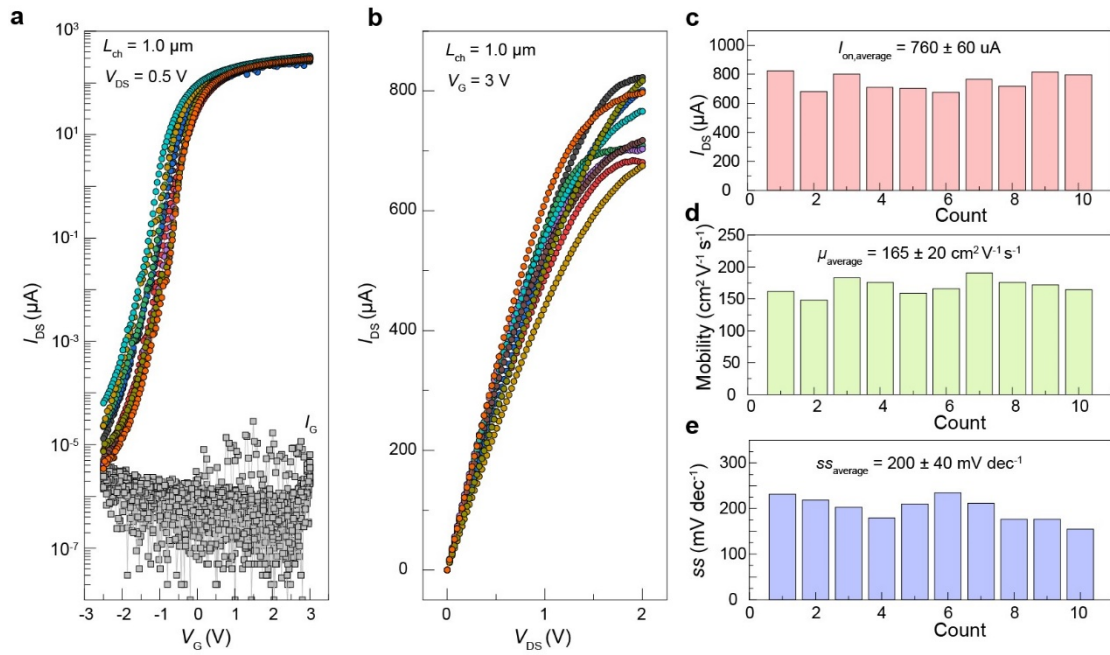 a
10³
10¹
10⁻¹
10⁻³
10⁻⁵
10⁻⁷
I_DS (µA)
L_ch = 1.0 µm
V_DS = 0.5 V
I_G
-3 -2 -1 0 1 2 3
V_G (V)
b
800
600
400
200
0
I_DS (µA)
L_ch = 1.0 µm
V_G = 3 V
0 1 2
V_DS (V)
c
1000
800
600
400
200
0
I_DS (µA)
I_on,average = 760 ± 60 uA
0 2 4 6 8 10
Count
d
250
200
150
100
50
0
Mobility (cm² V⁻¹ s⁻¹)
µ_average = 165 ± 20 cm² V⁻¹ s⁻¹
0 2 4 6 8 10
Count
e
300
200
100
0
ss (mV dec⁻¹)
ss_average = 200 ± 40 mV dec⁻¹
0 2 4 6 8 10
Count